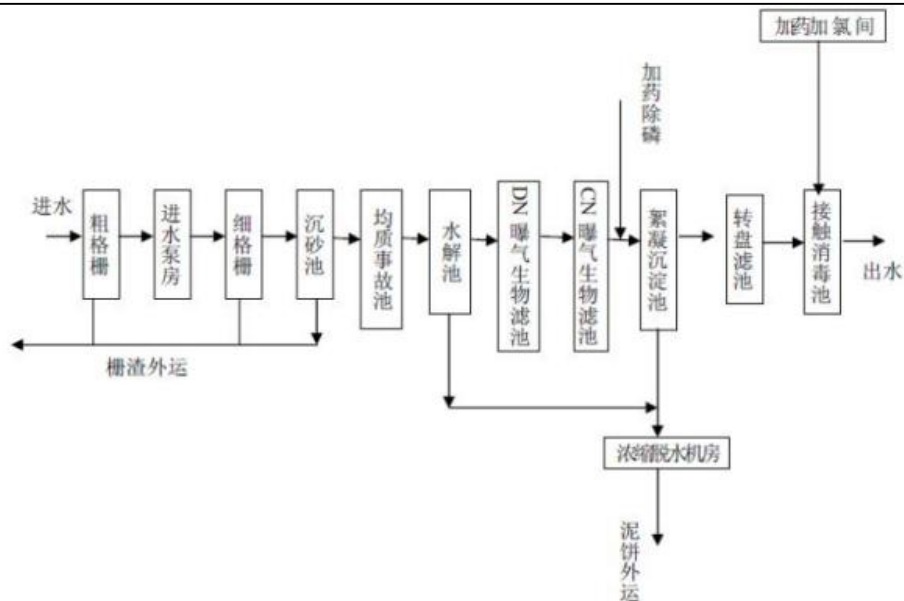 加药加氯间
加药除磷
进水
粗格栅
进水泵房
细格栅
沉砂池
均质事故池
水解池
DN曝气生物滤池
CN曝气生物滤池
絮凝沉淀池
转盘滤池
接触消毒池
出水
栅渣外运
浓缩脱水机房
泥饼外运